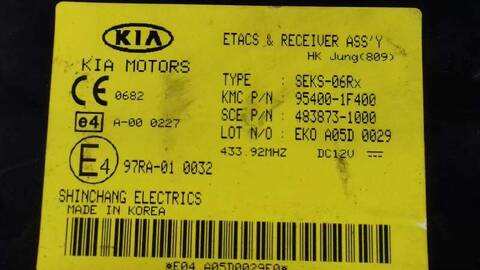 KIA
ETACS & RECEIVER ASS'Y
HK Jung(809)
KIA MOTORS
TYPE : SEKS-06Rx
CE 0682
KMC P/N : 95400-1F400
e4 A-00 0227
SCE P/N : 483873-1000
LOT N/O : EKO A05D 0029
433.92MHZ DC12V
E4 97RA-01 0032
SHINCHANG ELECTRICS
MADE IN KOREA
*E04 A05D0029E0*